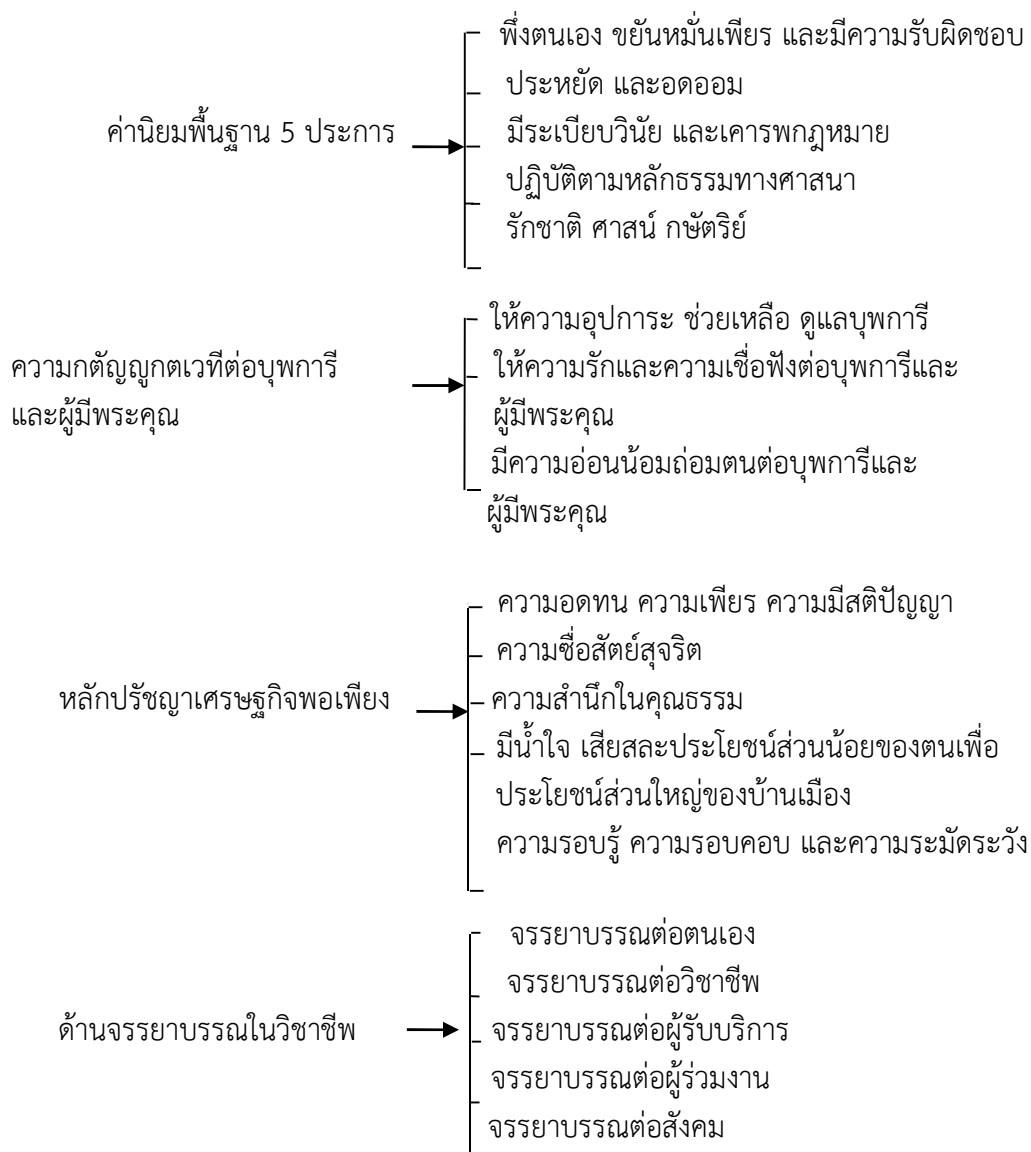 ค่านิยมพื้นฐาน 5 ประการ
พึ่งตนเอง ขยันหมั่นเพียร และมีความรับผิดชอบ
ประหยัด และอดออม
มีระเบียบวินัย และเคารพกฎหมาย
ปฏิบัติตามหลักธรรมทางศาสนา
รักชาติ ศาสน์ กษัตริย์
ความกตัญญูกตเวทีต่อบุพการี
และผู้มีพระคุณ
ให้ความอุปการะ ช่วยเหลือ ดูแลบุพการี
ให้ความรักและความเชื่อฟังต่อบุพการีและ
ผู้มีพระคุณ
มีความอ่อนน้อมถ่อมตนต่อบุพการีและ
ผู้มีพระคุณ
หลักปรัชญาเศรษฐกิจพอเพียง
ความอดทน ความเพียร ความมีสติปัญญา
ความซื่อสัตย์สุจริต
ความสำนึกในคุณธรรม
มีน้ำใจ เสียสละประโยชน์ส่วนน้อยของตนเพื่อ
ประโยชน์ส่วนใหญ่ของบ้านเมือง
ความรอบรู้ ความรอบคอบ และความระมัดระวัง
ด้านจรรยาบรรณในวิชาชีพ
จรรยาบรรณต่อตนเอง
จรรยาบรรณต่อวิชาชีพ
จรรยาบรรณต่อผู้รับบริการ
จรรยาบรรณต่อผู้ร่วมงาน
จรรยาบรรณต่อสังคม